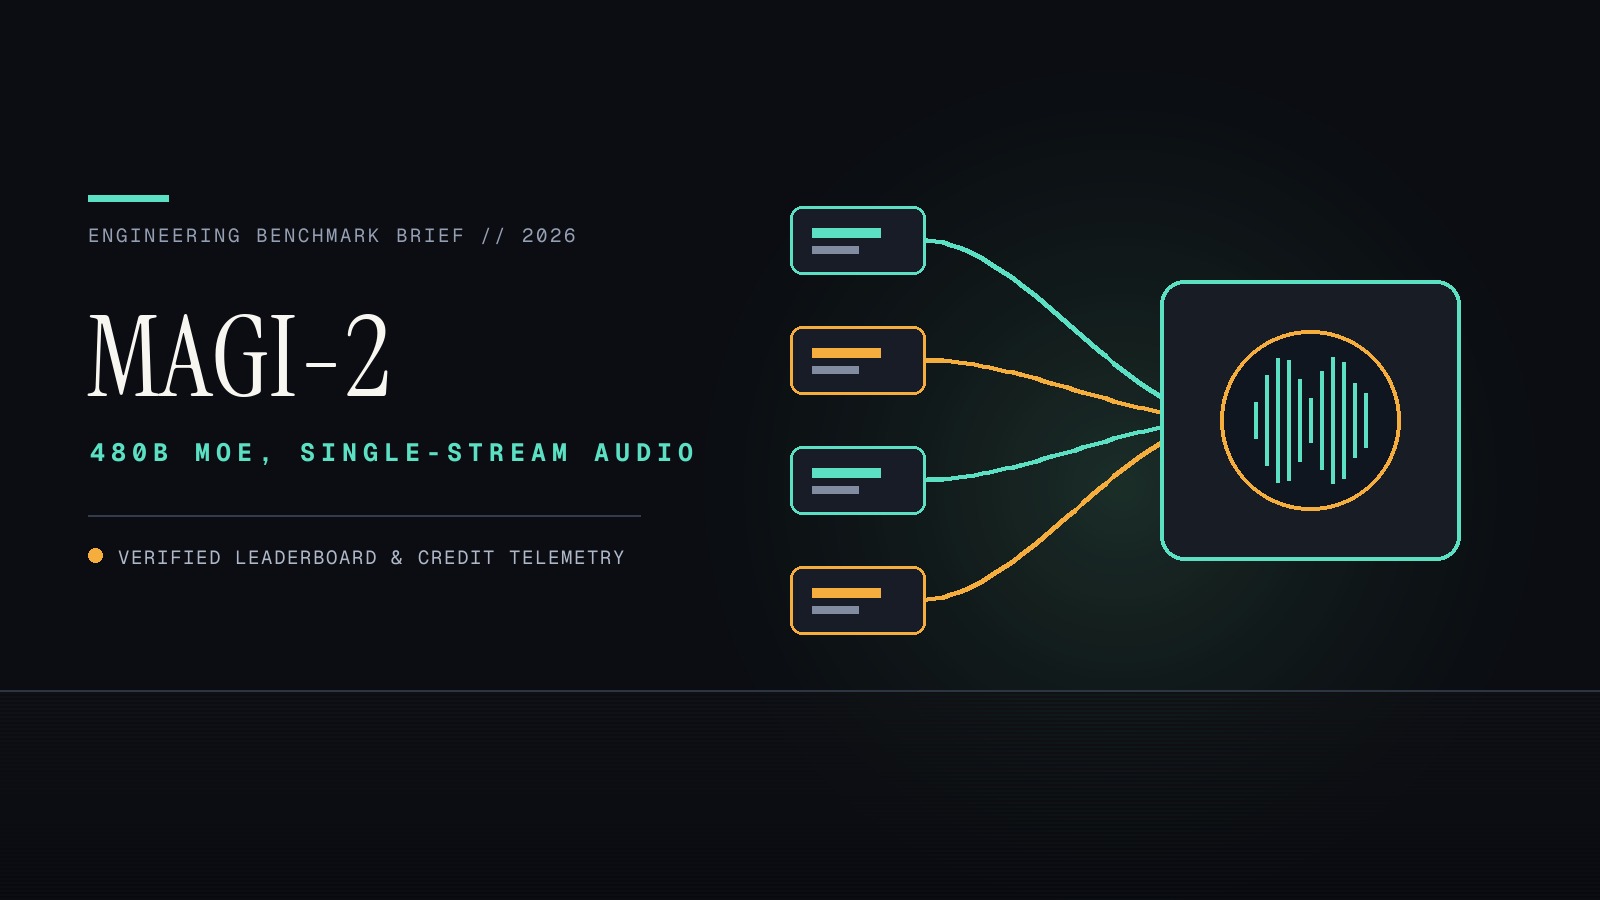 ENGINEERING BENCHMARK BRIEF // 2026
MAGI-2
480B MOE, SINGLE-STREAM AUDIO
VERIFIED LEADERBOARD & CREDIT TELEMETRY